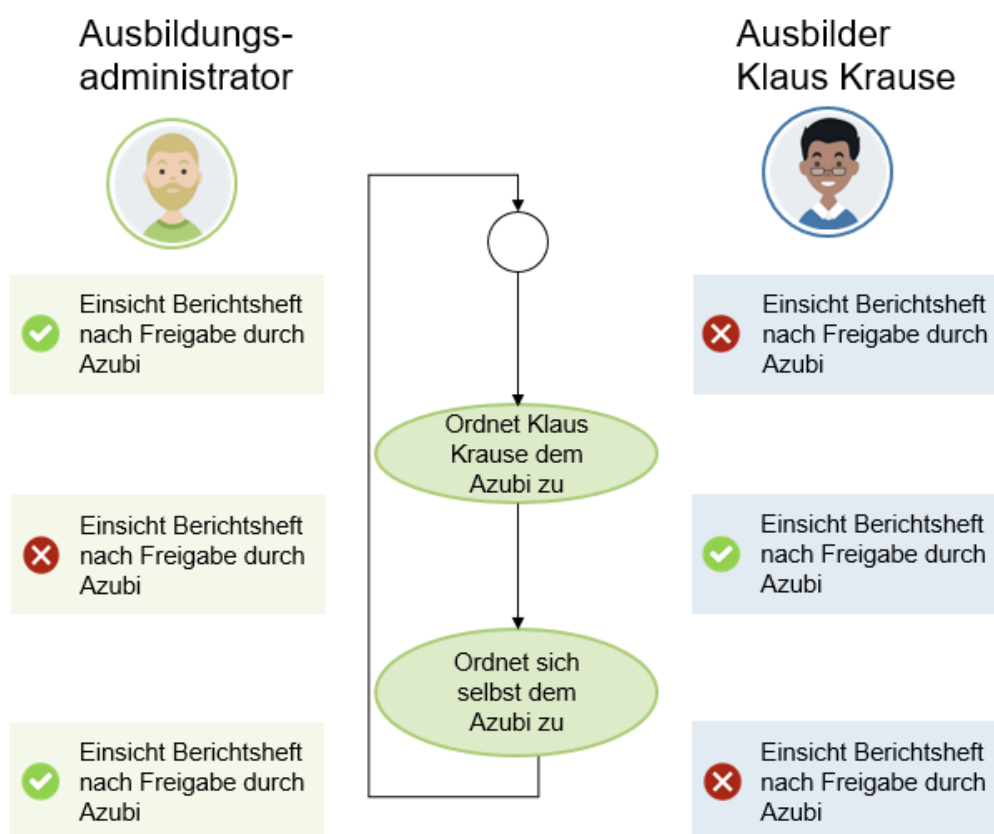 Ausbildungs-
administrator
Ausbilder
Klaus Krause
Einsicht Berichtsheft
nach Freigabe durch
Azubi
Einsicht Berichtsheft
nach Freigabe durch
Azubi
Ordnet Klaus
Krause dem
Azubi zu
Einsicht Berichtsheft
nach Freigabe durch
Azubi
Einsicht Berichtsheft
nach Freigabe durch
Azubi
Ordnet sich
selbst dem
Azubi zu
Einsicht Berichtsheft
nach Freigabe durch
Azubi
Einsicht Berichtsheft
nach Freigabe durch
Azubi